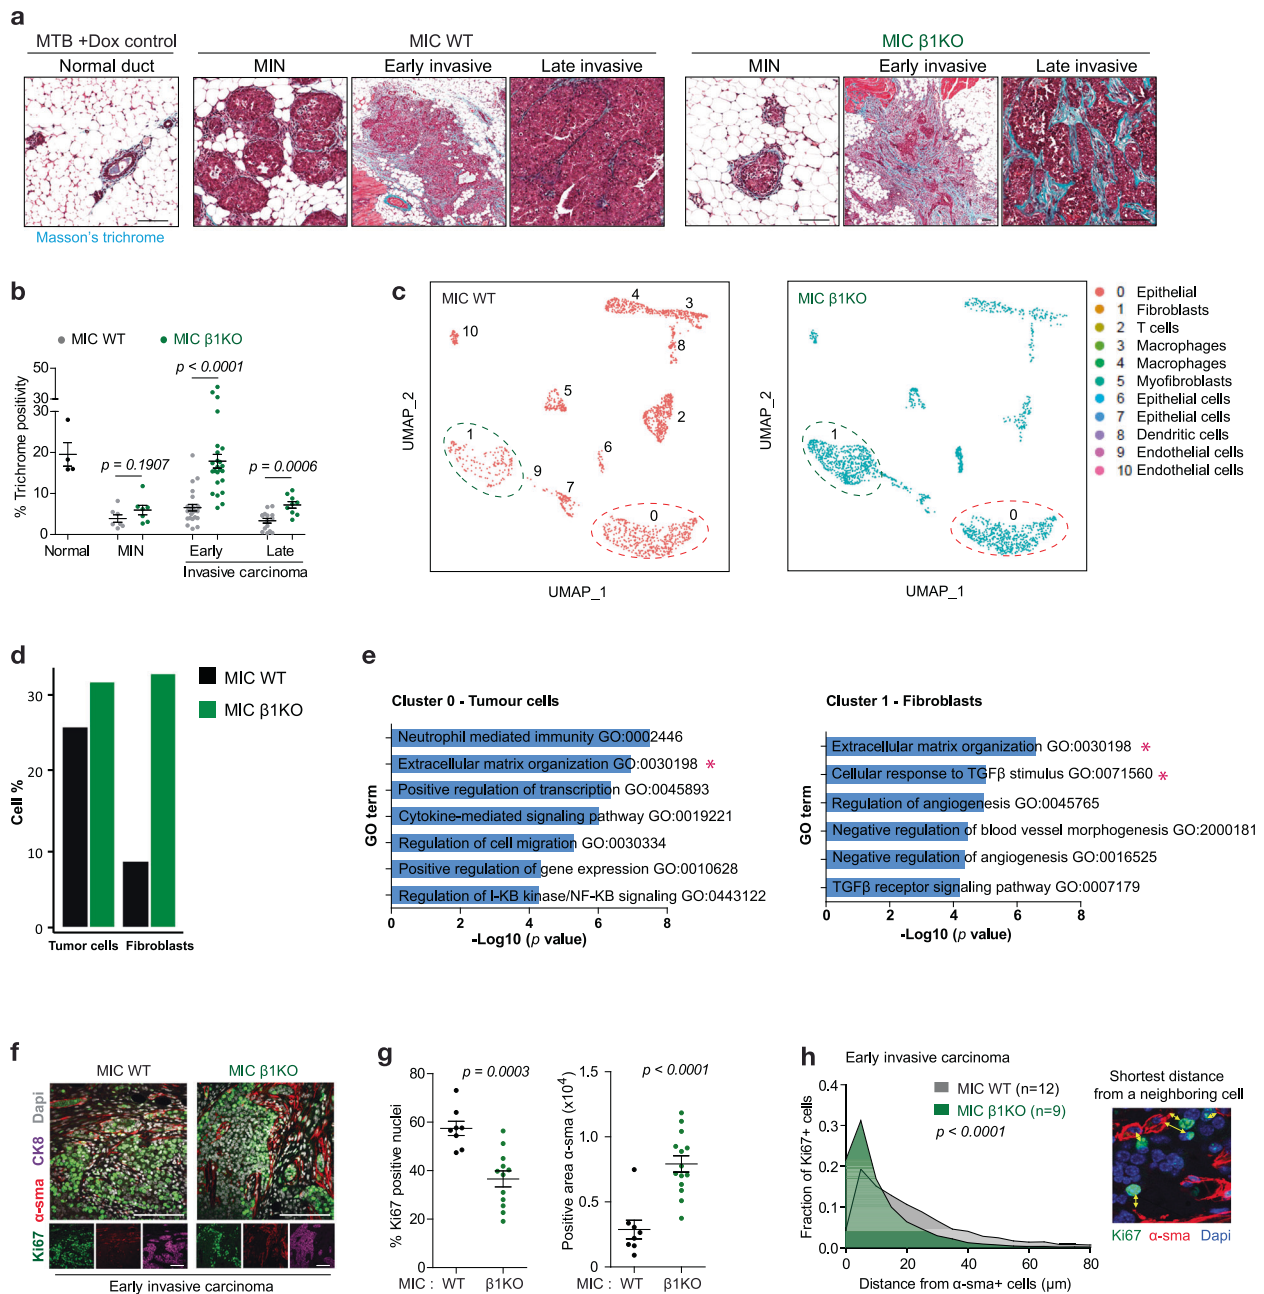 a
MTB +Dox control
MIC WT
MIC β1KO
Normal duct
MIN
Early invasive
Late invasive
MIN
Early invasive
Late invasive
Masson's trichrome
b
MIC WT
MIC β1KO
p < 0.0001
p = 0.1907
p = 0.0006
% Trichrome positivity
50
30
30
20
10
0
Normal
MIN
Early
Late
Invasive carcinoma
c
MIC WT
4
3
10
8
5
2
1
6
9
7
0
UMAP_2
UMAP_1
MIC β1KO
1
0
UMAP_2
UMAP_1
0 Epithelial
1 Fibroblasts
2 T cells
3 Macrophages
4 Macrophages
5 Myofibroblasts
6 Epithelial cells
7 Epithelial cells
8 Dendritic cells
9 Endothelial cells
10 Endothelial cells
d
MIC WT
MIC β1KO
Cell %
30
20
10
0
Tumor cells
Fibroblasts
e
Cluster 0 - Tumour cells
GO term
Neutrophil mediated immunity GO:0002446
Extracellular matrix organization GO:0030198 *
Positive regulation of transcription GO:0045893
Cytokine-mediated signaling pathway GO:0019221
Regulation of cell migration GO:0030334
Positive regulation of gene expression GO:0010628
Regulation of I-KB kinase/NF-KB signaling GO:0443122
0 2 4 6 8
-Log10 (p value)
Cluster 1 - Fibroblasts
GO term
Extracellular matrix organization GO:0030198 *
Cellular response to TGFβ stimulus GO:0071560 *
Regulation of angiogenesis GO:0045765
Negative regulation of blood vessel morphogenesis GO:2000181
Negative regulation of angiogenesis GO:0016525
TGFβ receptor signaling pathway GO:0007179
0 2 4 6 8
-Log10 (p value)
f
MIC WT
MIC β1KO
Ki67 α-sma CK8 Dapi
Early invasive carcinoma
g
p = 0.0003
% Ki67 positive nuclei
80
60
40
20
0
MIC : WT β1KO
p < 0.0001
Positive area α-sma (x10⁴)
1.5
1.0
0.5
0.0
MIC : WT β1KO
h
Early invasive carcinoma
MIC WT (n=12)
MIC β1KO (n=9)
p < 0.0001
Fraction of Ki67+ cells
0.4
0.3
0.2
0.1
0.0
0 20 40 60 80
Distance from α-sma+ cells (µm)
Shortest distance
from a neighboring cell
Ki67 α-sma Dapi